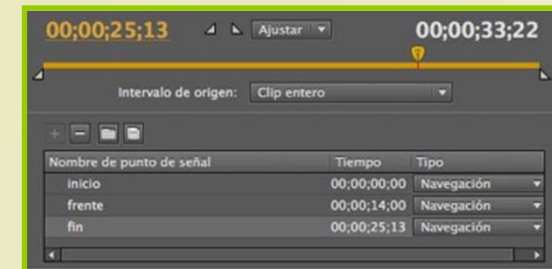 00;00;25;13 Ajustar 00;00;33;22
Intervalo de origen: Clip entero
Nombre de punto de señal Tiempo Tipo
inicio 00;00;00;00 Navegación
frente 00;00;14;00 Navegación
fin 00;00;25;13 Navegación